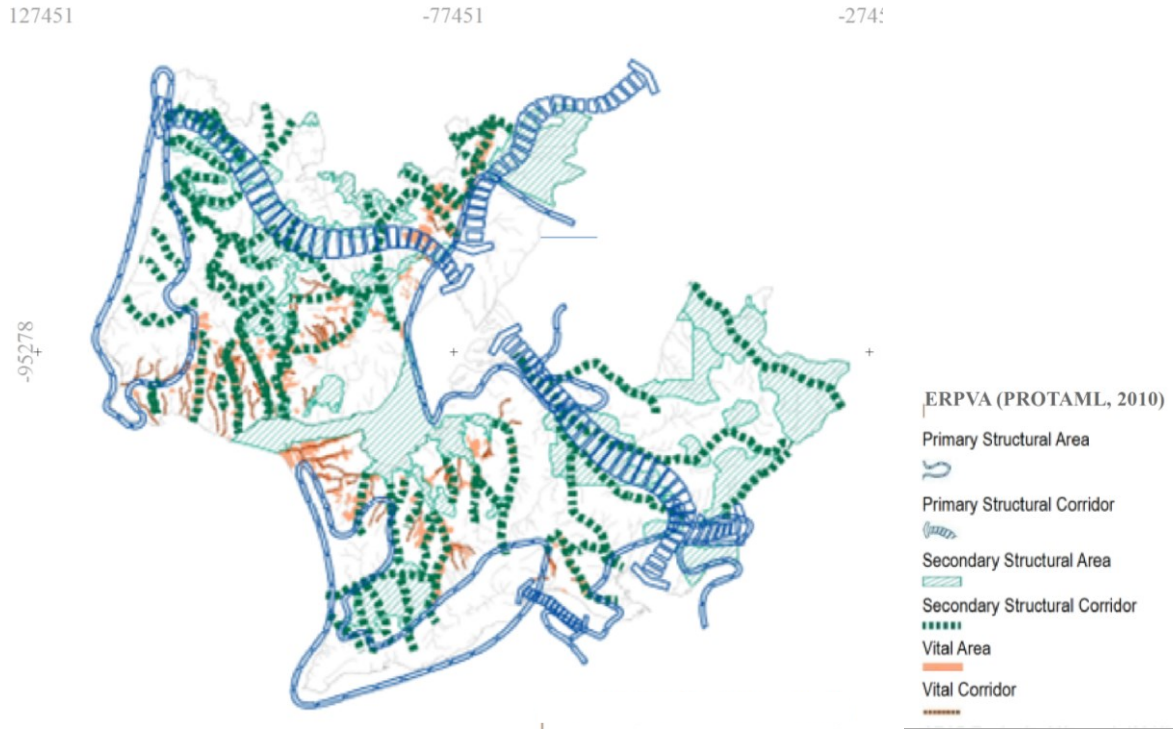 127451
-77451
-2745
-95278
ERPVA (PROTAML, 2010)
Primary Structural Area
Primary Structural Corridor
Secondary Structural Area
Secondary Structural Corridor
Vital Area
Vital Corridor